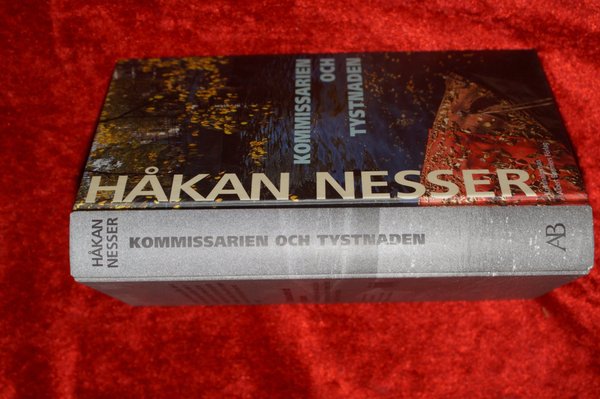 KOMMISSARIEN
OCH
TYSTNADEN
HÅKAN NESSER
HÅKAN
NESSER
KOMMISSARIEN OCH TYSTNADEN
AB